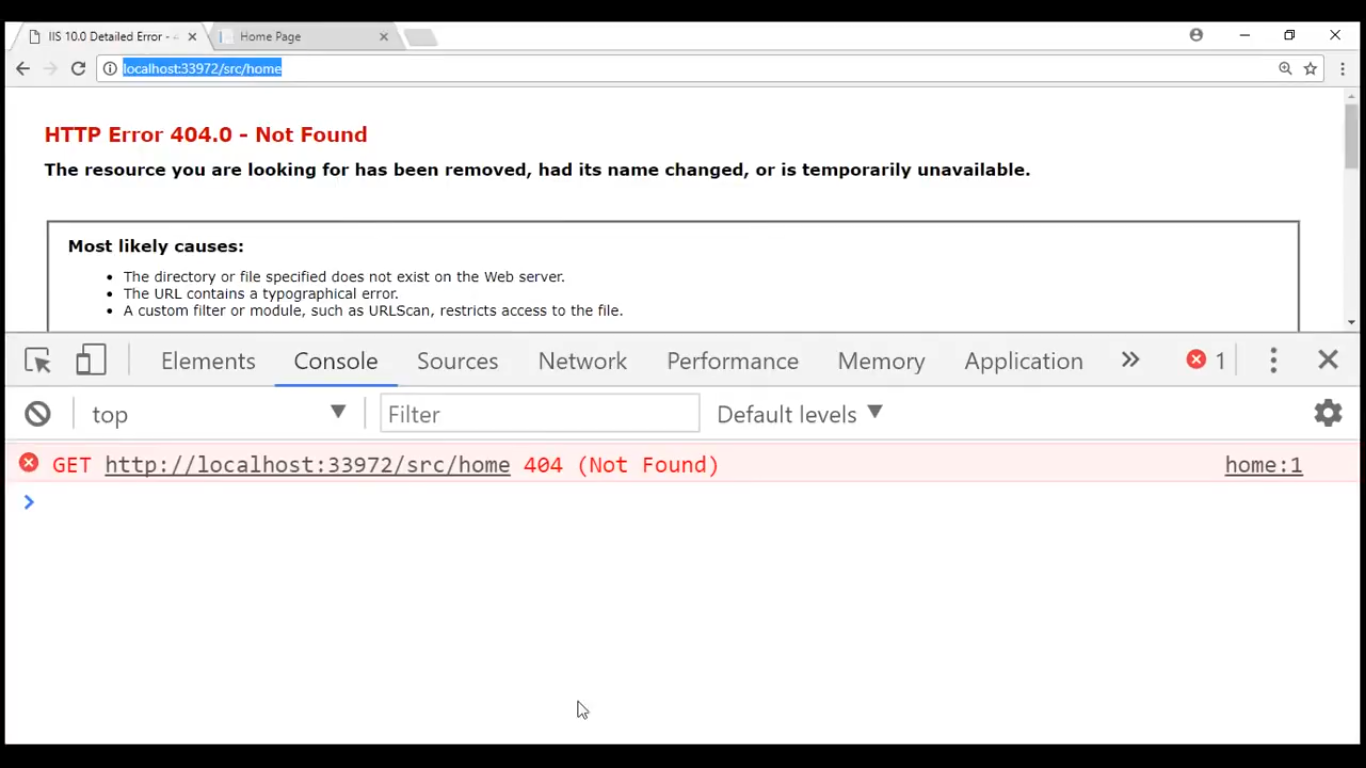 IIS 10.0 Detailed Error - 4
Home Page
localhost:33972/src/home
HTTP Error 404.0 - Not Found
The resource you are looking for has been removed, had its name changed, or is temporarily unavailable.
Most likely causes:
• The directory or file specified does not exist on the Web server.
• The URL contains a typographical error.
• A custom filter or module, such as URLScan, restricts access to the file.
Elements Console Sources Network Performance Memory Application » 1
top Filter Default levels
GET http://localhost:33972/src/home 404 (Not Found) home:1